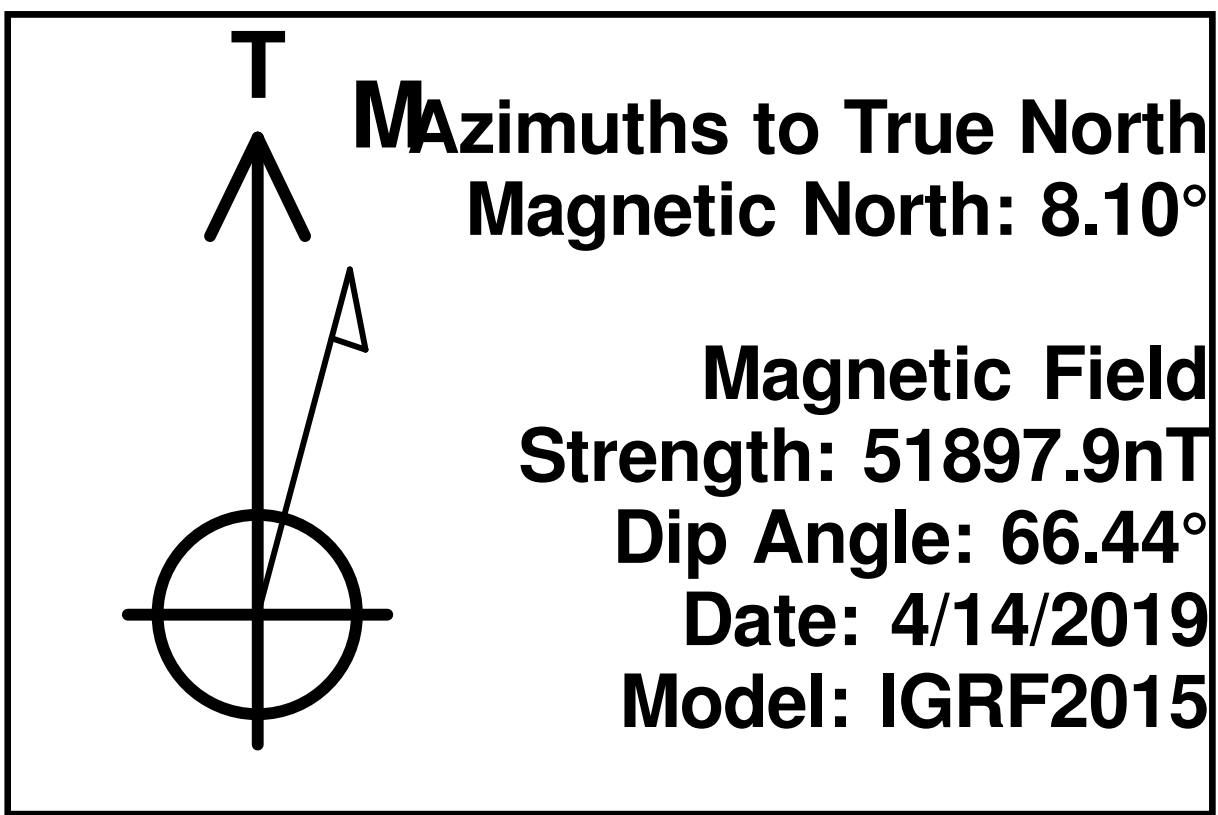 T
M
Azimuths to True North
Magnetic North: 8.10°
Magnetic Field
Strength: 51897.9nT
Dip Angle: 66.44°
Date: 4/14/2019
Model: IGRF2015